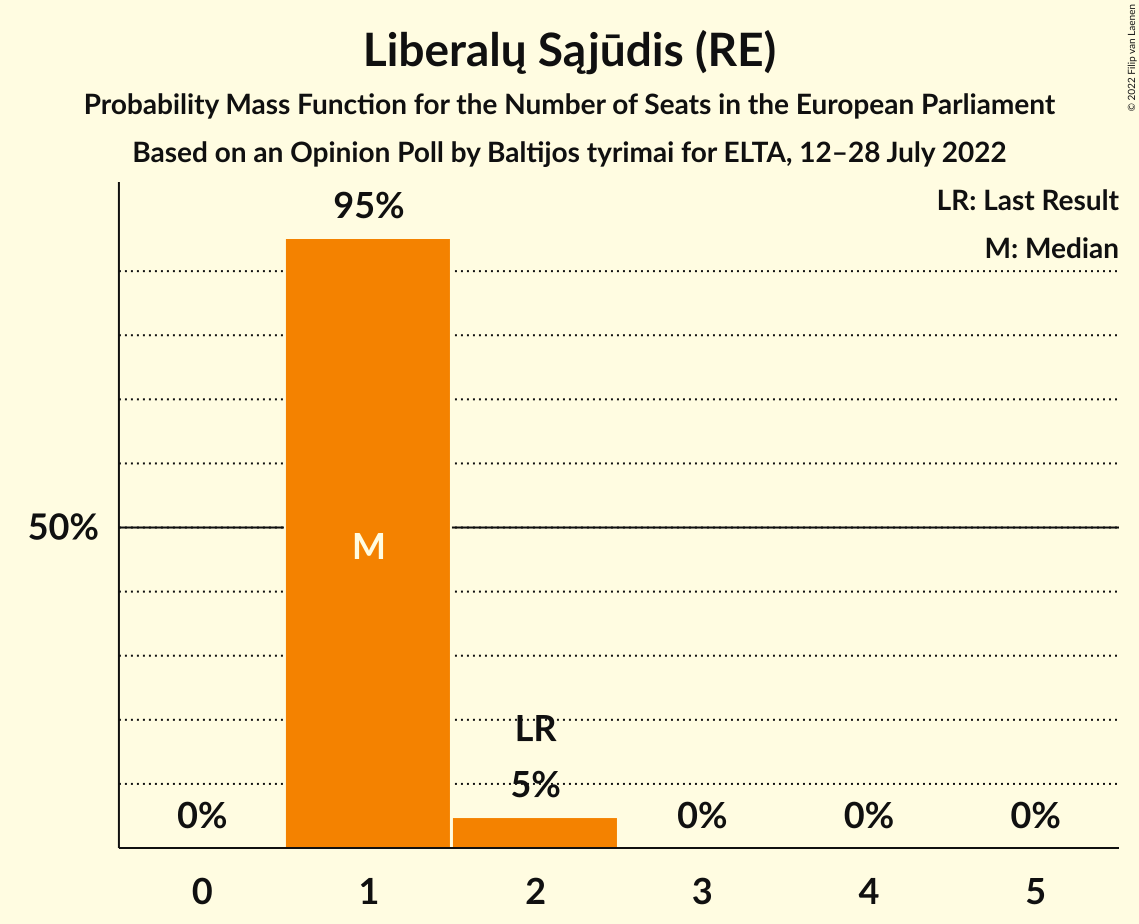 Liberalų Sąjūdis (RE)
Probability Mass Function for the Number of Seats in the European Parliament
Based on an Opinion Poll by Baltijos tyrimai for ELTA, 12–28 July 2022
© 2022 Filip van Laenen
LR: Last Result
M: Median
95%
50%
M
LR
5%
0%
0%
0%
0%
0 1 2 3 4 5